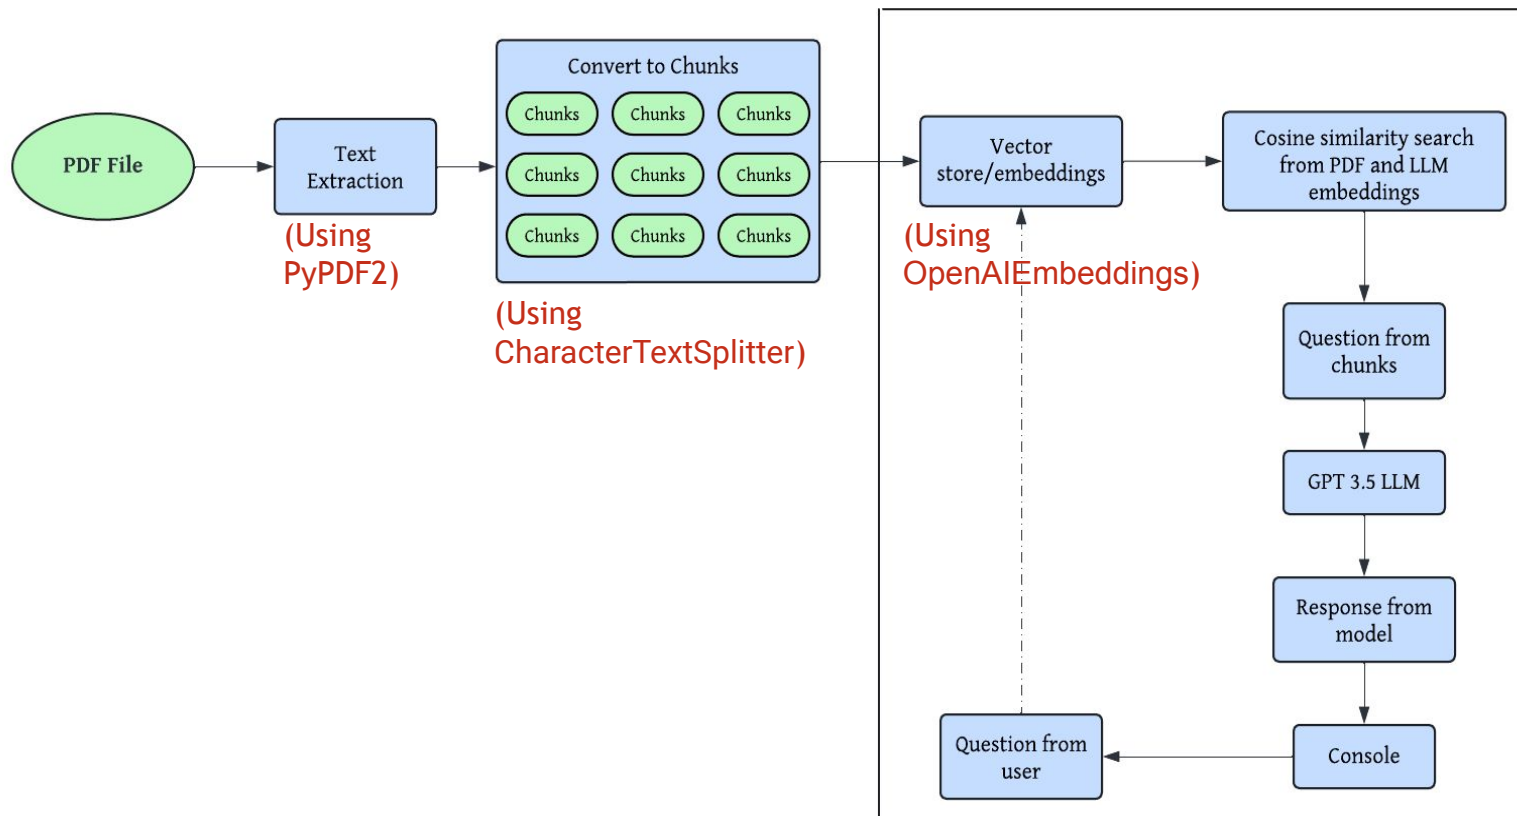 PDF File
Text
Extraction
(Using
PyPDF2)
Convert to Chunks
Chunks
Chunks
Chunks
Chunks
Chunks
Chunks
Chunks
Chunks
Chunks
(Using
CharacterTextSplitter)
Vector
store/embeddings
(Using
OpenAIEmbeddings)
Cosine similarity search
from PDF and LLM
embeddings
Question from
chunks
GPT 3.5 LLM
Response from
model
Console
Question from
user